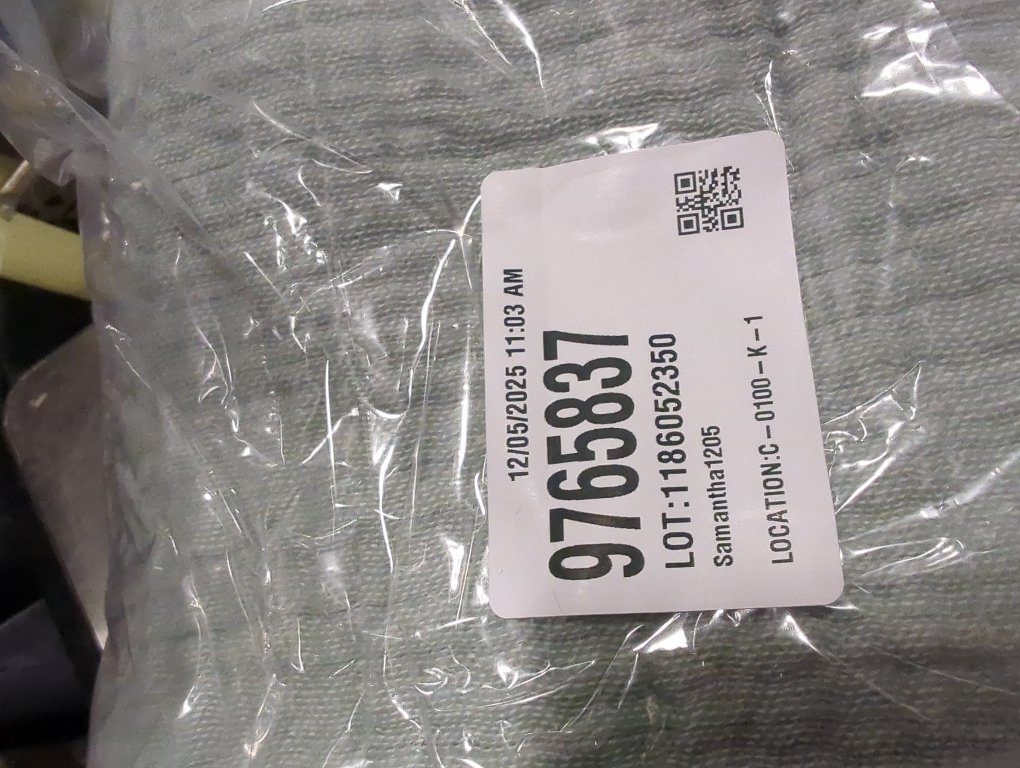 12/05/2025 11:03 AM
9765837
LOT:1186052350
Samantha1205
LOCATION:C-0100-K-1